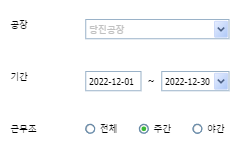 공장 당진공장
기간 2022-12-01 ~ 2022-12-30
근무조 전체 주간 야간